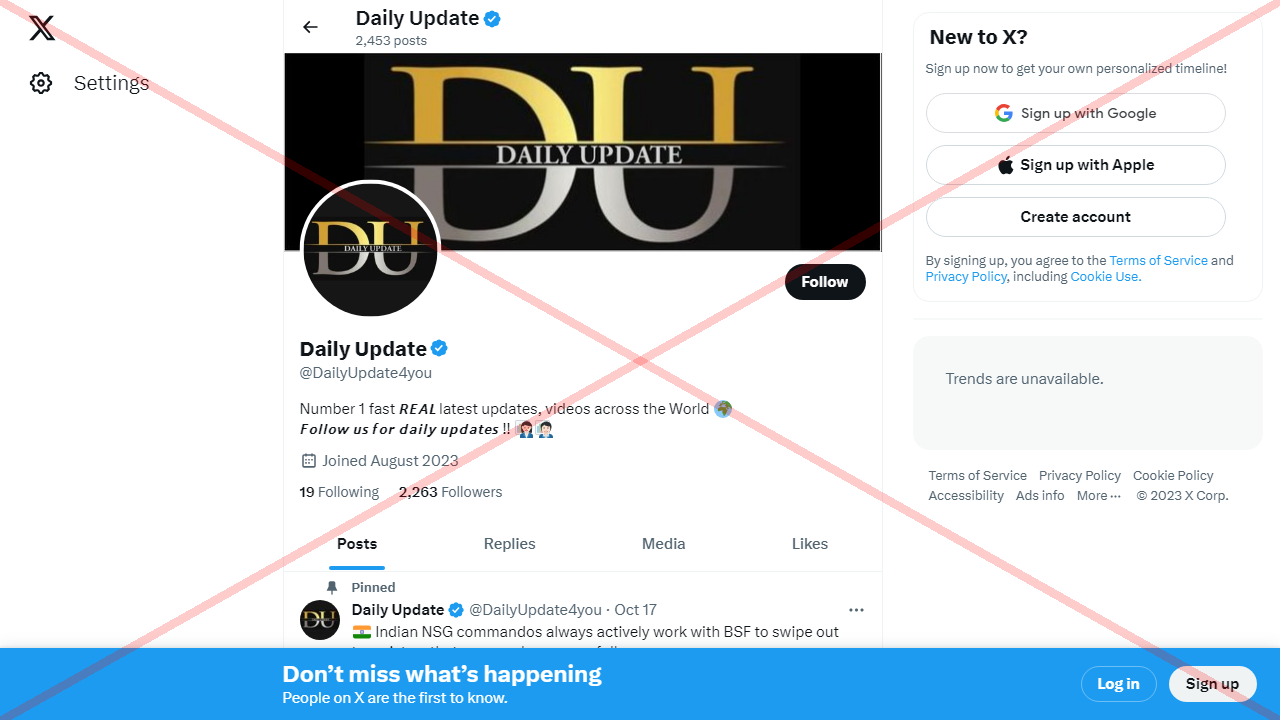 Settings
Daily Update
2,453 posts
DU
DAILY UPDATE
DU
DAILY UPDATE
Follow
Daily Update
@DailyUpdate4you
Number 1 fast 𝙍𝙀𝘼𝙇 latest updates, videos across the World 🌍
𝙁𝙤𝙡𝙡𝙤𝙬 𝙪𝙨 𝙛𝙤𝙧 𝙙𝙖𝙞𝙡𝙮 𝙪𝙥𝙙𝙖𝙩𝙚𝙨 !! 👩🏻‍💼👨🏻‍💼
Joined August 2023
19 Following 2,263 Followers
Posts Replies Media Likes
Pinned
DU
Daily Update @DailyUpdate4you · Oct 17
🇮🇳 Indian NSG commandos always actively work with BSF to swipe out
New to X?
Sign up now to get your own personalized timeline!
Sign up with Google
Sign up with Apple
Create account
By signing up, you agree to the Terms of Service and
Privacy Policy, including Cookie Use.
Trends are unavailable.
Terms of Service Privacy Policy Cookie Policy
Accessibility Ads info More ··· © 2023 X Corp.
Don’t miss what’s happening
People on X are the first to know.
Log in
Sign up